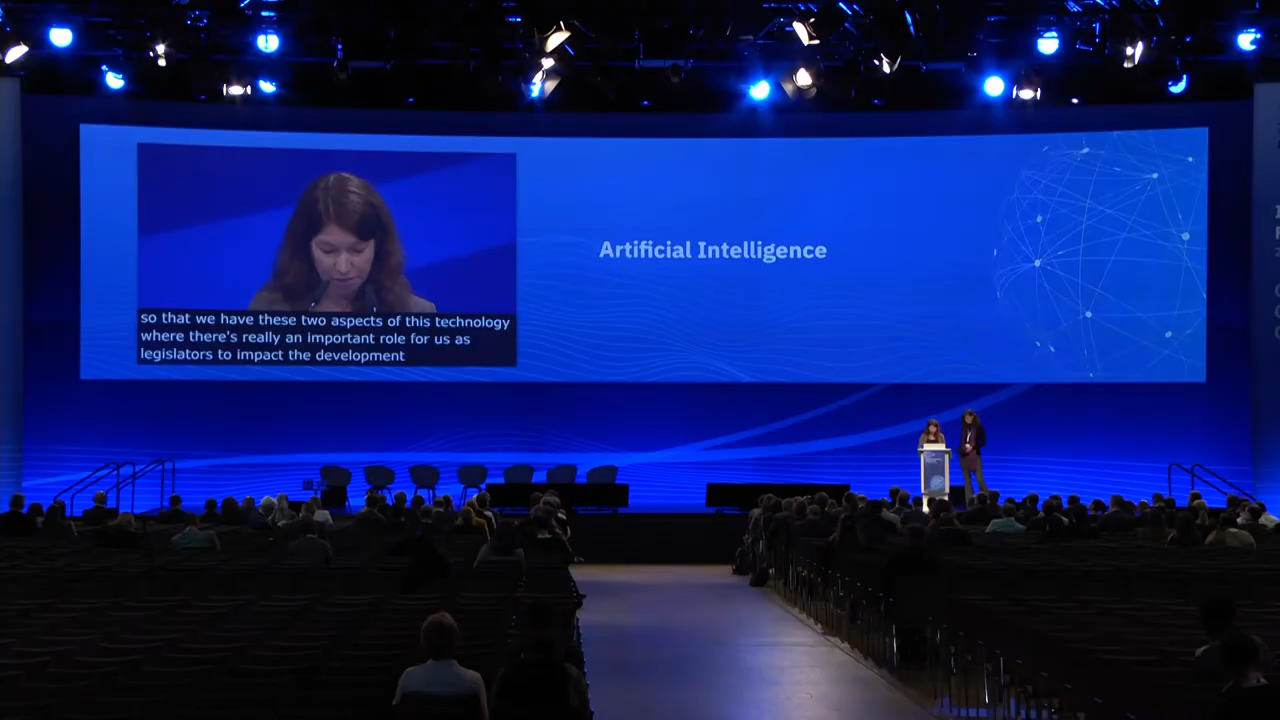 Artificial Intelligence
so that we have these two aspects of this technology
where there's really an important role for us as
legislators to impact the development